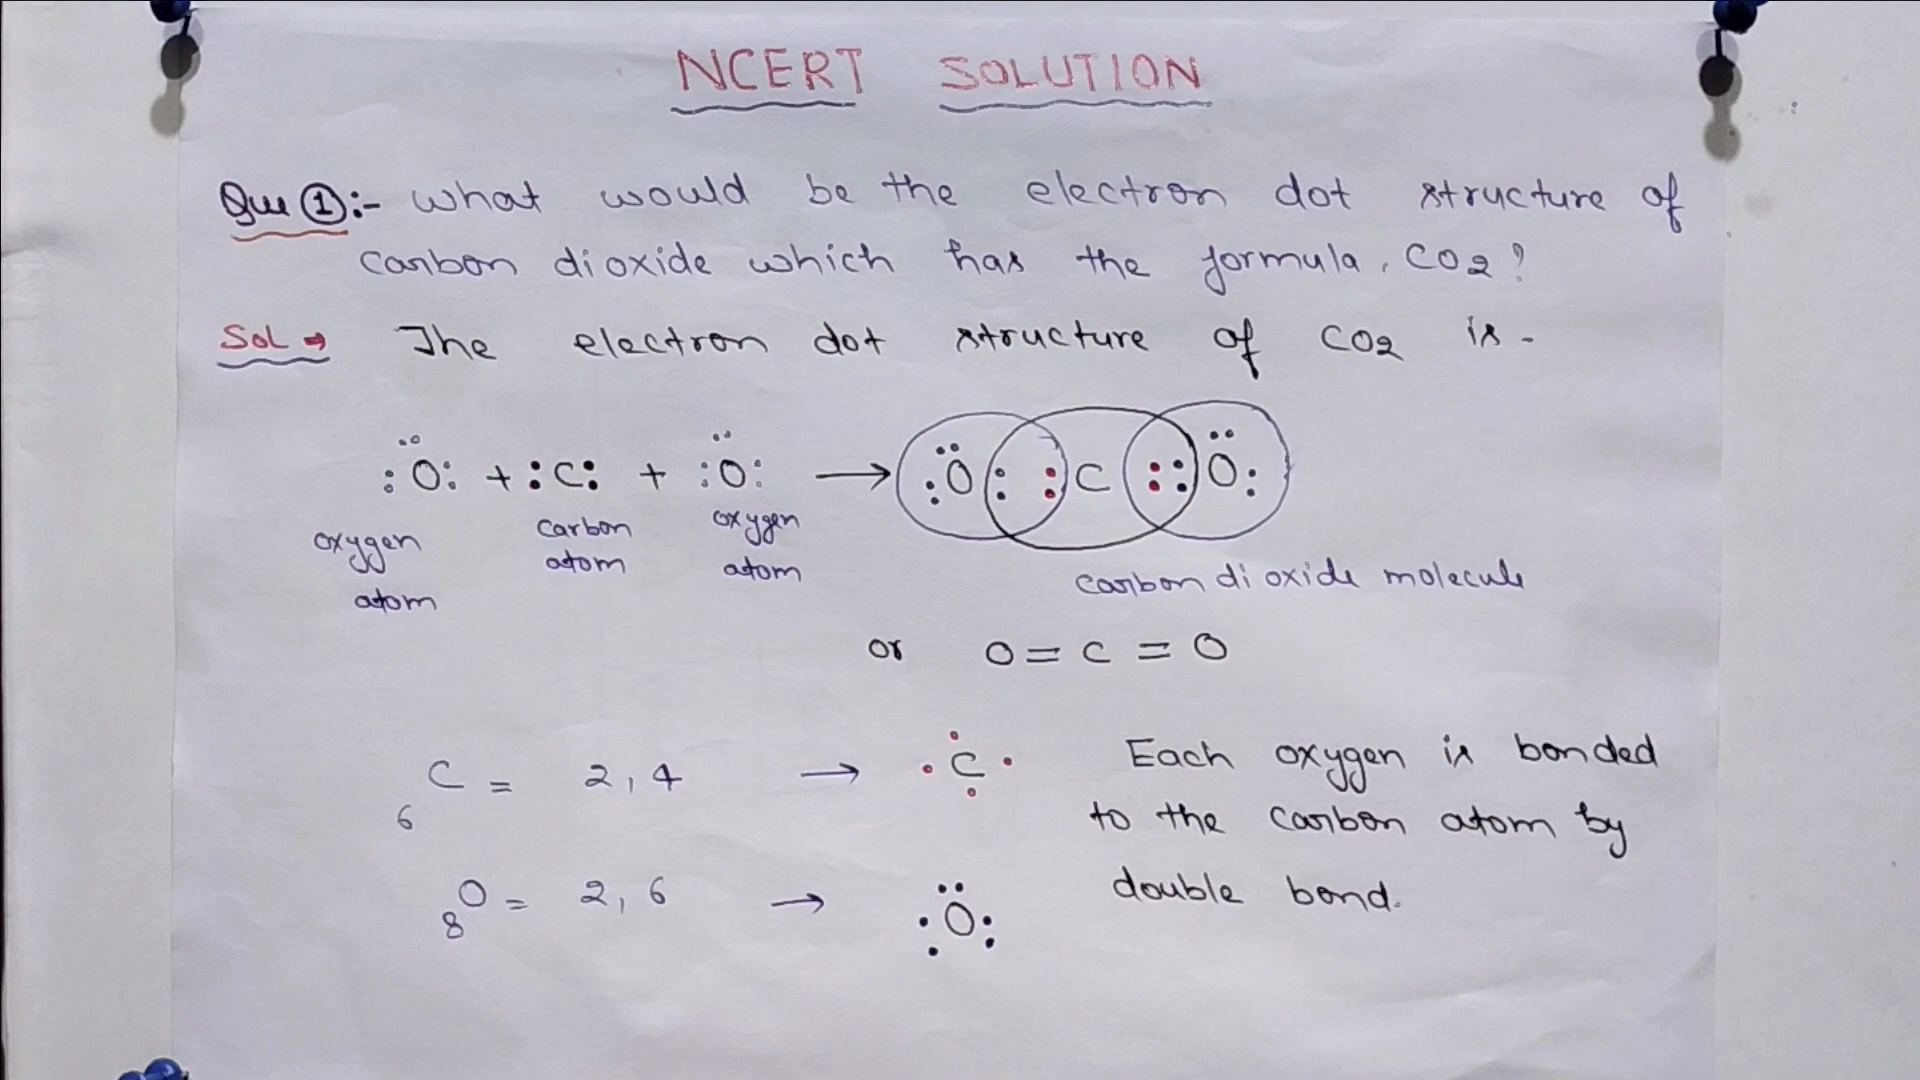 NCERT SOLUTION
Que ①:- What would be the electron dot structure of
carbon dioxide which has the formula, CO2?
Sol ⇒ The electron dot structure of CO2 is -
:Ö: + :C: + :Ö: → :Ö: :C: :Ö:
oxygen atom carbon atom oxygen atom
carbon dioxide molecule
or O = C = O
6C = 2, 4 → ·C· Each oxygen is bonded
to the carbon atom by
8O = 2, 6 → :Ö: double bond.